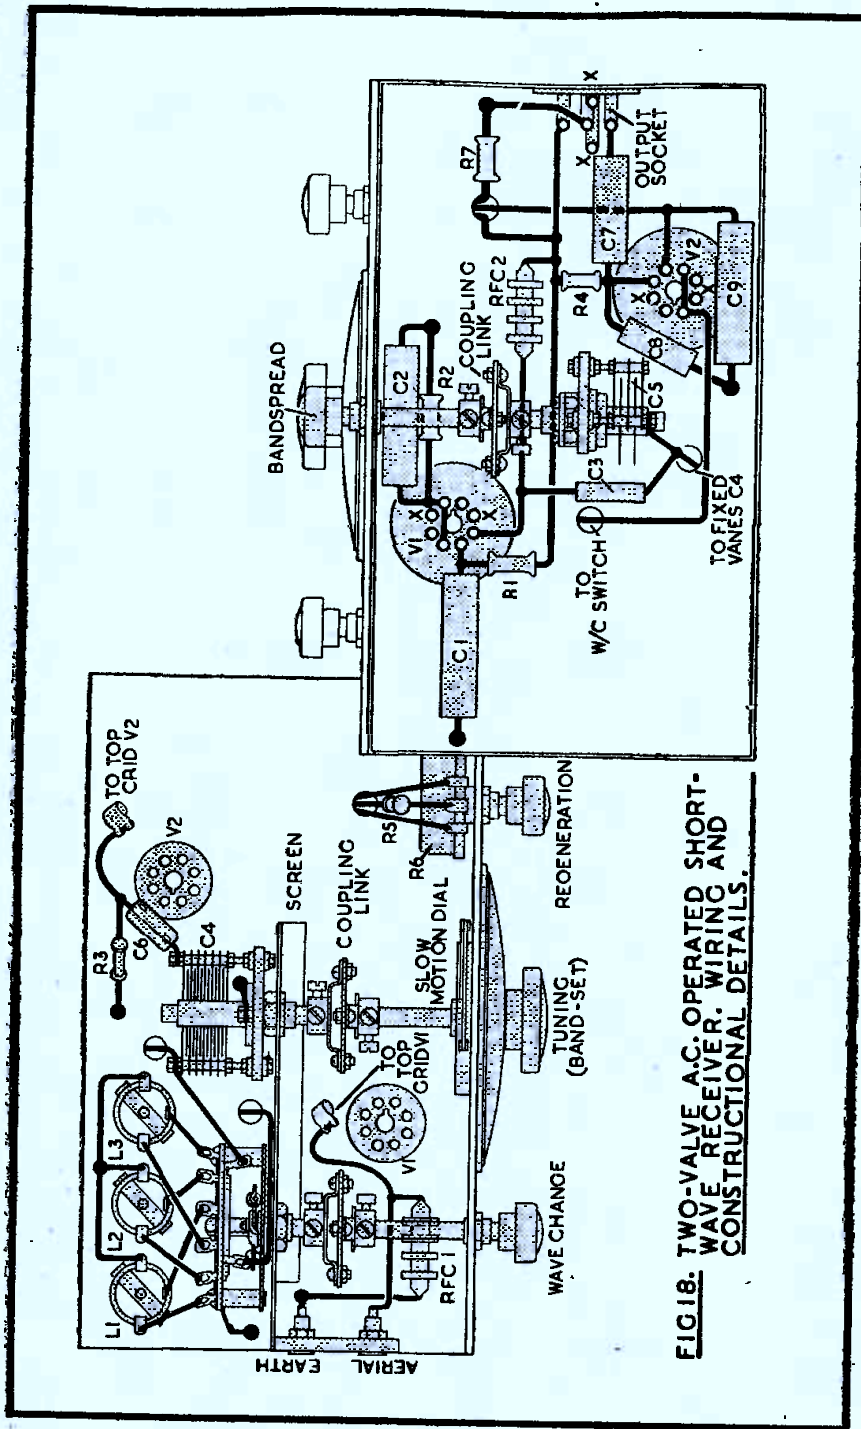 L1
L2
L3
R3
C6
C4
V2
TO TOP
GRID V2
EARTH
AERIAL
RFC 1
V1
TO
TOP
GRID V1
SCREEN
COUPLING
LINK
SLOW
MOTION DIAL
R5
R6
WAVE CHANGE
TUNING
(BAND-SET)
REGENERATION
BANDSPREAD
C1
V1
X
X
C2
R2
COUPLING
LINK
RFC2
R7
X
X
OUTPUT
SOCKET
R1
TO
W/C SWITCH
C3
C5
TO FIXED
VANES C4
R4
C7
C8
V2
X
X
C9
FIG 18. TWO-VALVE A.C. OPERATED SHORT-
WAVE RECEIVER. WIRING AND
CONSTRUCTIONAL DETAILS.